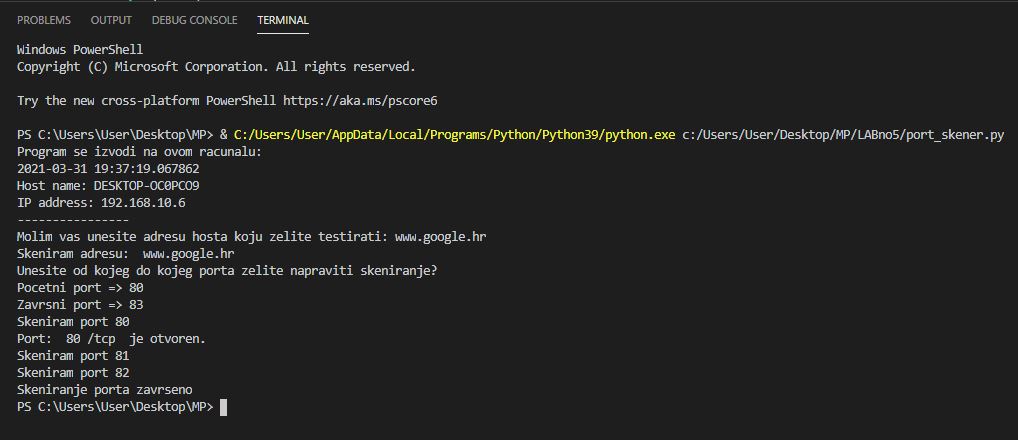 PROBLEMS OUTPUT DEBUG CONSOLE TERMINAL
Windows PowerShell
Copyright (C) Microsoft Corporation. All rights reserved.
Try the new cross-platform PowerShell https://aka.ms/pscore6
PS C:\Users\User\Desktop\MP> & C:/Users/User/AppData/Local/Programs/Python/Python39/python.exe c:/Users/User/Desktop/MP/LABno5/port_skener.py
Program se izvodi na ovom racunalu:
2021-03-31 19:37:19.067862
Host name: DESKTOP-OC0PCO9
IP address: 192.168.10.6
----------------
Molim vas unesite adresu hosta koju zelite testirati: www.google.hr
Skeniram adresu:  www.google.hr
Unesite od kojeg do kojeg porta zelite napraviti skeniranje?
Pocetni port => 80
Zavrsni port => 83
Skeniram port 80
Port:  80 /tcp  je otvoren.
Skeniram port 81
Skeniram port 82
Skeniranje porta zavrseno
PS C:\Users\User\Desktop\MP>